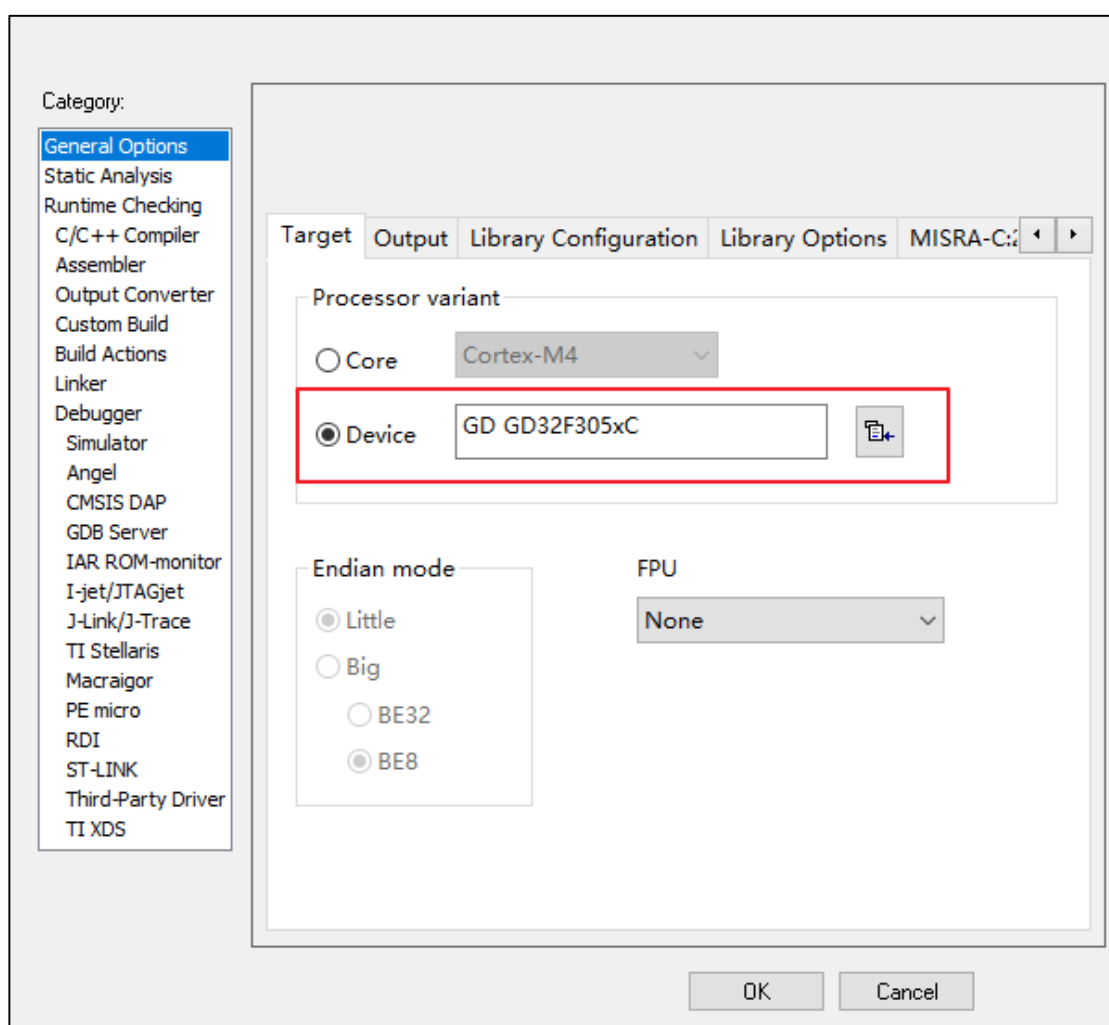 Category:
General Options
Static Analysis
Runtime Checking
C/C++ Compiler
Assembler
Output Converter
Custom Build
Build Actions
Linker
Debugger
Simulator
Angel
CMSIS DAP
GDB Server
IAR ROM-monitor
I-jet/JTAGjet
J-Link/J-Trace
TI Stellaris
Macraigor
PE micro
RDI
ST-LINK
Third-Party Driver
TI XDS
Target Output Library Configuration Library Options MISRA-C:2
Processor variant
Core Cortex-M4
Device GD GD32F305xC
Endian mode
Little
Big
BE32
BE8
FPU
None
OK Cancel